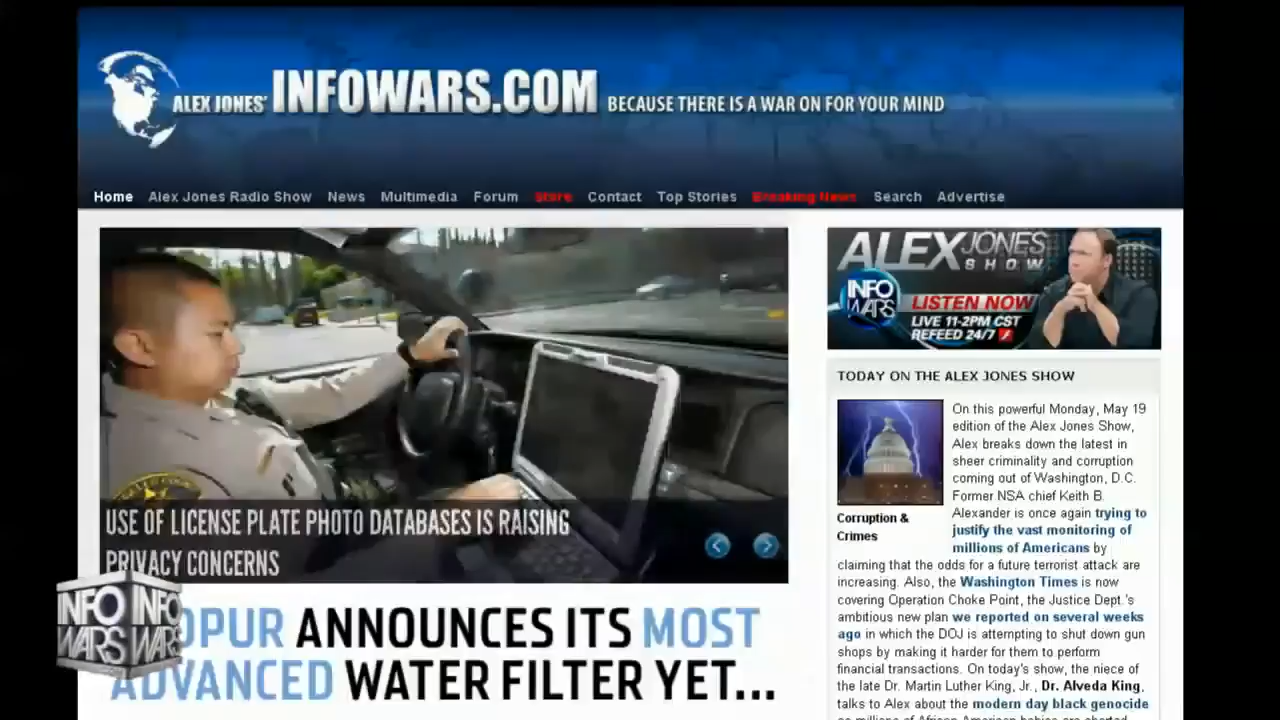 ALEX JONES' INFOWARS.COM BECAUSE THERE IS A WAR ON FOR YOUR MIND
Home Alex Jones Radio Show News Multimedia Forum Store Contact Top Stories Breaking News Search Advertise
USE OF LICENSE PLATE PHOTO DATABASES IS RAISING
PRIVACY CONCERNS
OPUR ANNOUNCES ITS MOST
ADVANCED WATER FILTER YET...
INFO INFO
WARS WARS
ALEX JONES
SHOW
INFO
WARS
LISTEN NOW
LIVE 11-2PM CST
REFEED 24/7
TODAY ON THE ALEX JONES SHOW
Corruption &
Crimes
On this powerful Monday, May 19
edition of the Alex Jones Show,
Alex breaks down the latest in
sheer criminality and corruption
coming out of Washington, D.C.
Former NSA chief Keith B.
Alexander is once again trying to
justify the vast monitoring of
millions of Americans by
claiming that the odds for a future terrorist attack are
increasing. Also, the Washington Times is now
covering Operation Choke Point, the Justice Dept.'s
ambitious new plan we reported on several weeks
ago in which the DOJ is attempting to shut down gun
shops by making it harder for them to perform
financial transactions. On today's show, the niece of
the late Dr. Martin Luther King, Jr., Dr. Alveda King,
talks to Alex about the modern day black genocide